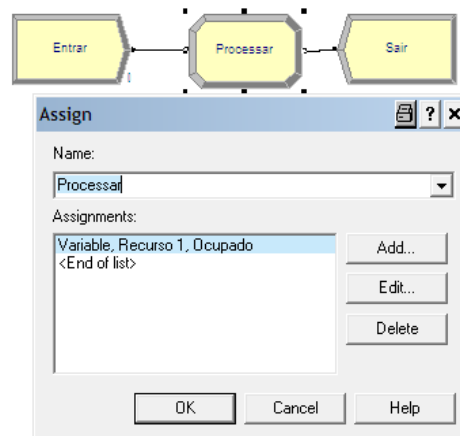 Entrar
Processar
Sair
0
Assign
?
Name:
Processar
Assignments:
Variable, Recurso 1, Ocupado
<End of list>
Add...
Edit...
Delete
OK
Cancel
Help